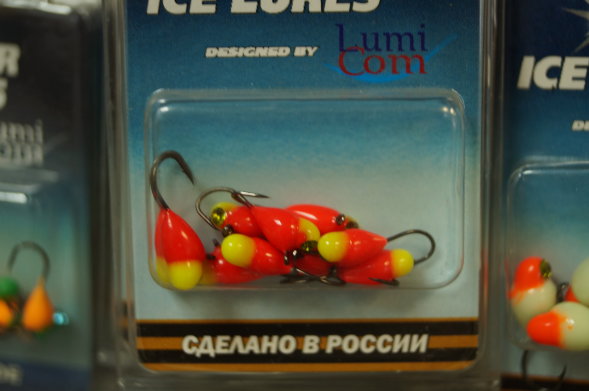 ICE LURES
DESIGNED BY
Lumi
Com
СДЕЛАНО В РОССИИ
ICE